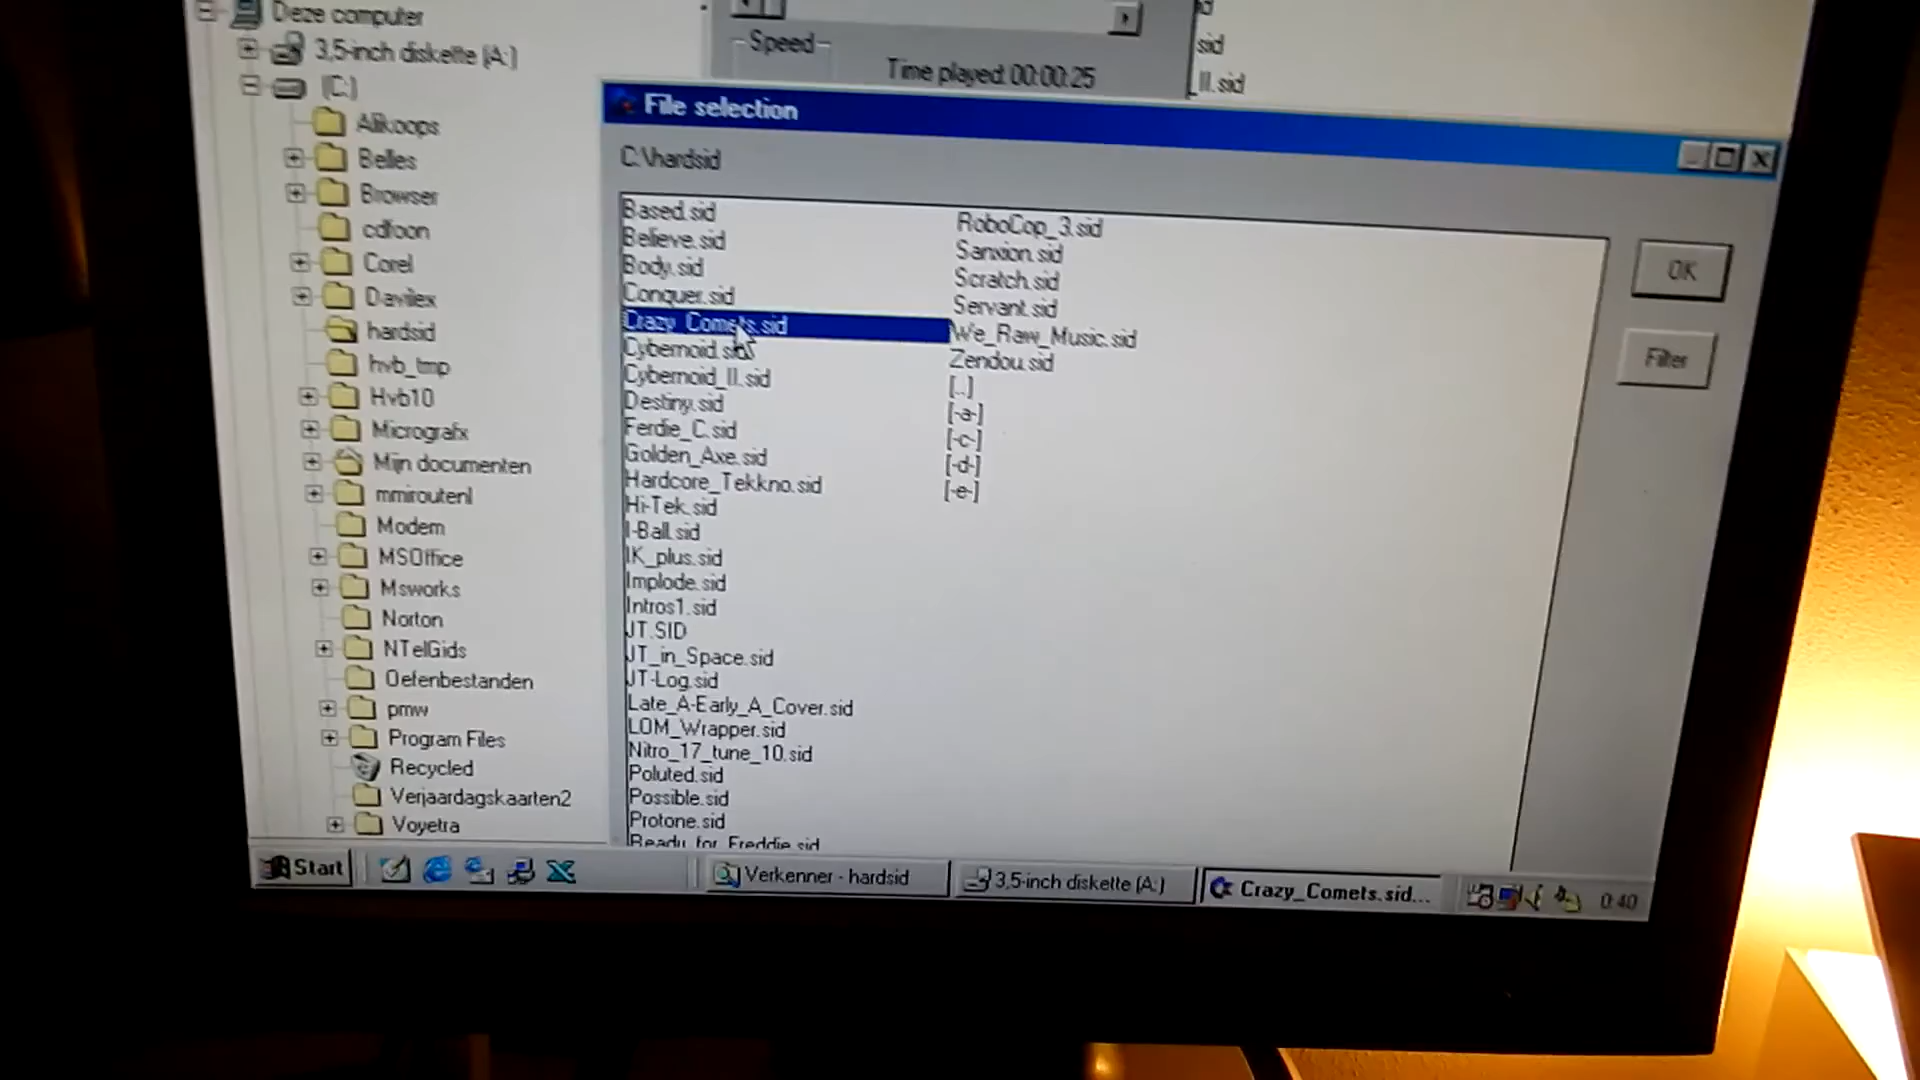 Deze computer
3,5-inch diskette (A:)
(C:)
Alikoops
Belles
Browser
cdfoon
Corel
Davilex
hardsid
hvb_tmp
Hvb10
Micrografx
Mijn documenten
mmiroutenl
Modem
MSOffice
Msworks
Norton
NTelGids
Oefenbestanden
pmw
Program Files
Recycled
Verjaardagskaarten2
Voyetra
Speed
Time played: 00:00:25
sid
II.sid
File selection
C:\hardsid
Based.sid
Believe.sid
Body.sid
Conquer.sid
Crazy_Comets.sid
Cybernoid.sid
Cybernoid_II.sid
Destiny.sid
Ferdie_C.sid
Golden_Axe.sid
Hardcore_Tekkno.sid
Hi-Tek.sid
I-Ball.sid
IK_plus.sid
Implode.sid
Intros1.sid
JT.SID
JT_in_Space.sid
JT-Log.sid
Late_A-Early_A_Cover.sid
LOM_Wrapper.sid
Nitro_17_tune_10.sid
Poluted.sid
Possible.sid
Protone.sid
Ready_for_Freddie.sid
RoboCop_3.sid
Sanxion.sid
Scratch.sid
Servant.sid
We_Raw_Music.sid
Zendou.sid
[..]
[-a-]
[-c-]
[-d-]
[-e-]
OK
Filter
Start
Verkenner - hardsid
3,5-inch diskette (A:)
Crazy_Comets.sid...
0:40